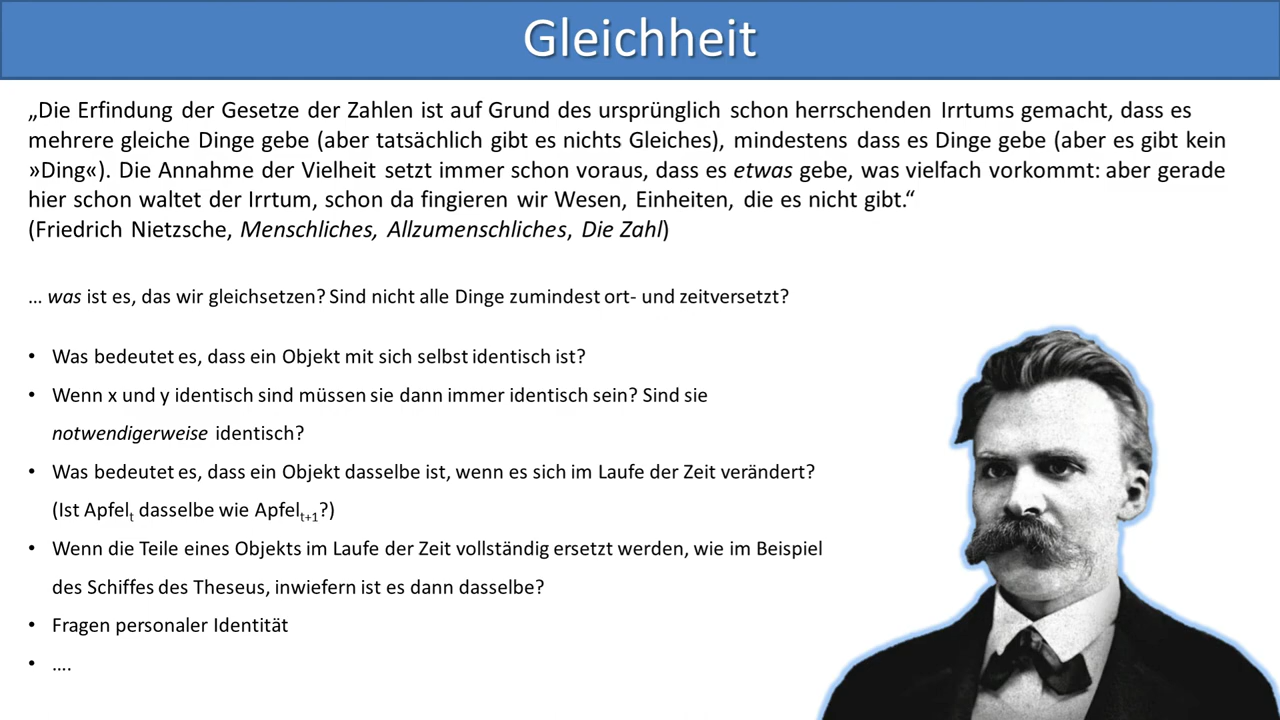 Gleichheit
„Die Erfindung der Gesetze der Zahlen ist auf Grund des ursprünglich schon herrschenden Irrtums gemacht, dass es
mehrere gleiche Dinge gebe (aber tatsächlich gibt es nichts Gleiches), mindestens dass es Dinge gebe (aber es gibt kein
»Ding«). Die Annahme der Vielheit setzt immer schon voraus, dass es etwas gebe, was vielfach vorkommt: aber gerade
hier schon waltet der Irrtum, schon da fingieren wir Wesen, Einheiten, die es nicht gibt.“
(Friedrich Nietzsche, Menschliches, Allzumenschliches, Die Zahl)
... was ist es, das wir gleichsetzen? Sind nicht alle Dinge zumindest ort- und zeitversetzt?
• Was bedeutet es, dass ein Objekt mit sich selbst identisch ist?
• Wenn x und y identisch sind müssen sie dann immer identisch sein? Sind sie
notwendigerweise identisch?
• Was bedeutet es, dass ein Objekt dasselbe ist, wenn es sich im Laufe der Zeit verändert?
(Ist Apfelt dasselbe wie Apfelt+1?)
• Wenn die Teile eines Objekts im Laufe der Zeit vollständig ersetzt werden, wie im Beispiel
des Schiffes des Theseus, inwiefern ist es dann dasselbe?
• Fragen personaler Identität
• ....